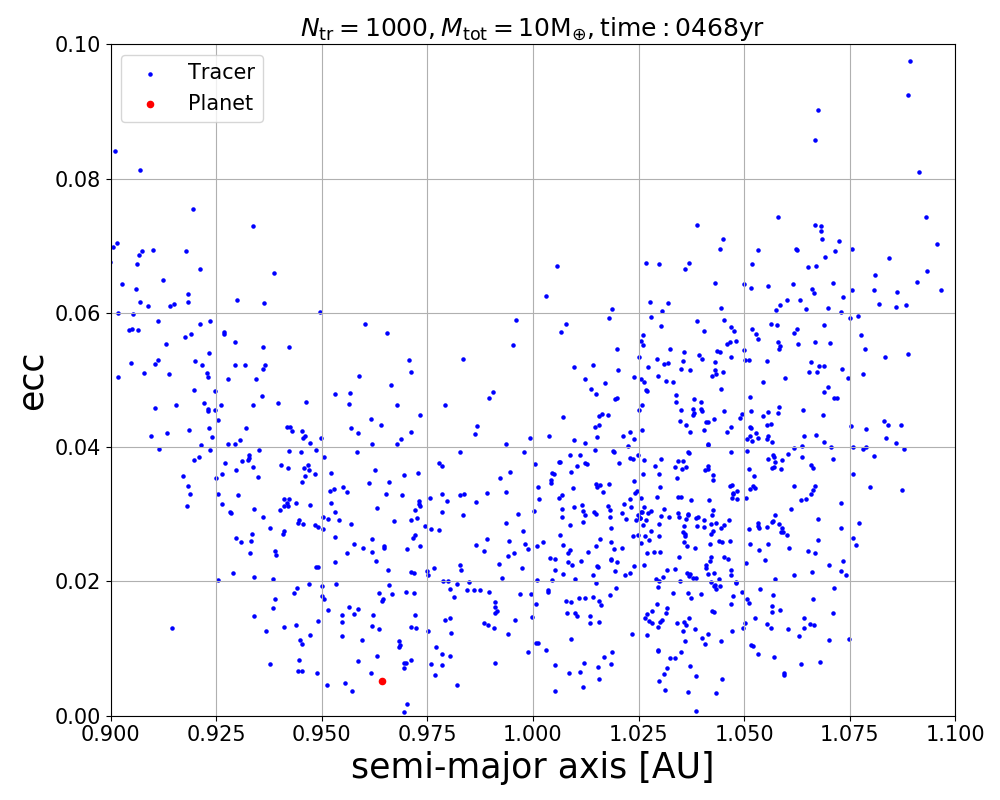 N_tr = 1000, M_tot = 10M_⊕, time : 0468yr
Tracer
Planet
ecc
0.10
0.08
0.06
0.04
0.02
0.00
0.900 0.925 0.950 0.975 1.000 1.025 1.050 1.075 1.100
semi-major axis [AU]